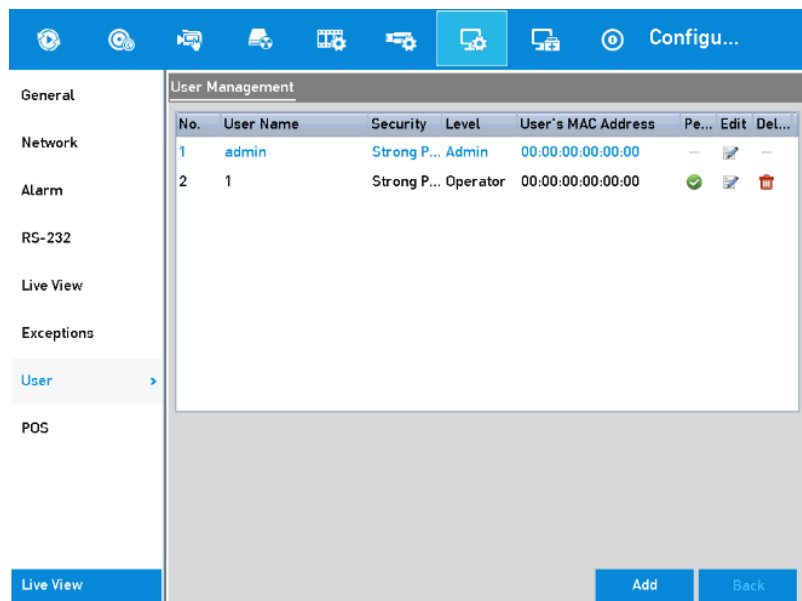 Configu...
General
Network
Alarm
RS-232
Live View
Exceptions
User >
POS
Live View
User Management
No. User Name Security Level User's MAC Address Pe... Edit Del...
1 admin Strong P... Admin 00:00:00:00:00:00 — —
2 1 Strong P... Operator 00:00:00:00:00:00
Add Back